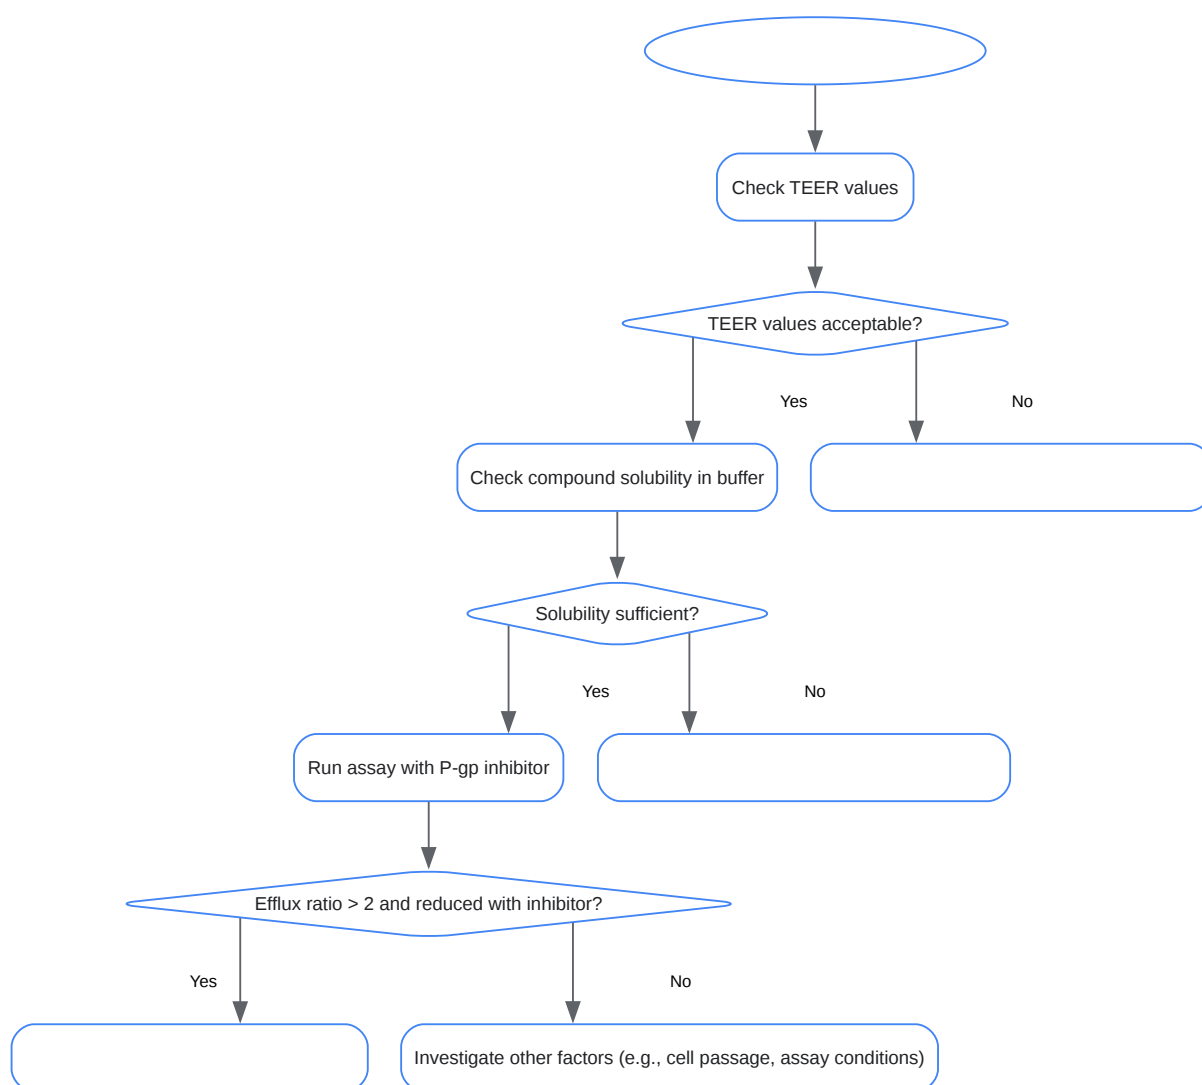 Check TEER values
TEER values acceptable?
Yes
No
Check compound solubility in buffer
Solubility sufficient?
Yes
No
Run assay with P-gp inhibitor
Efflux ratio > 2 and reduced with inhibitor?
Yes
No
Investigate other factors (e.g., cell passage, assay conditions)